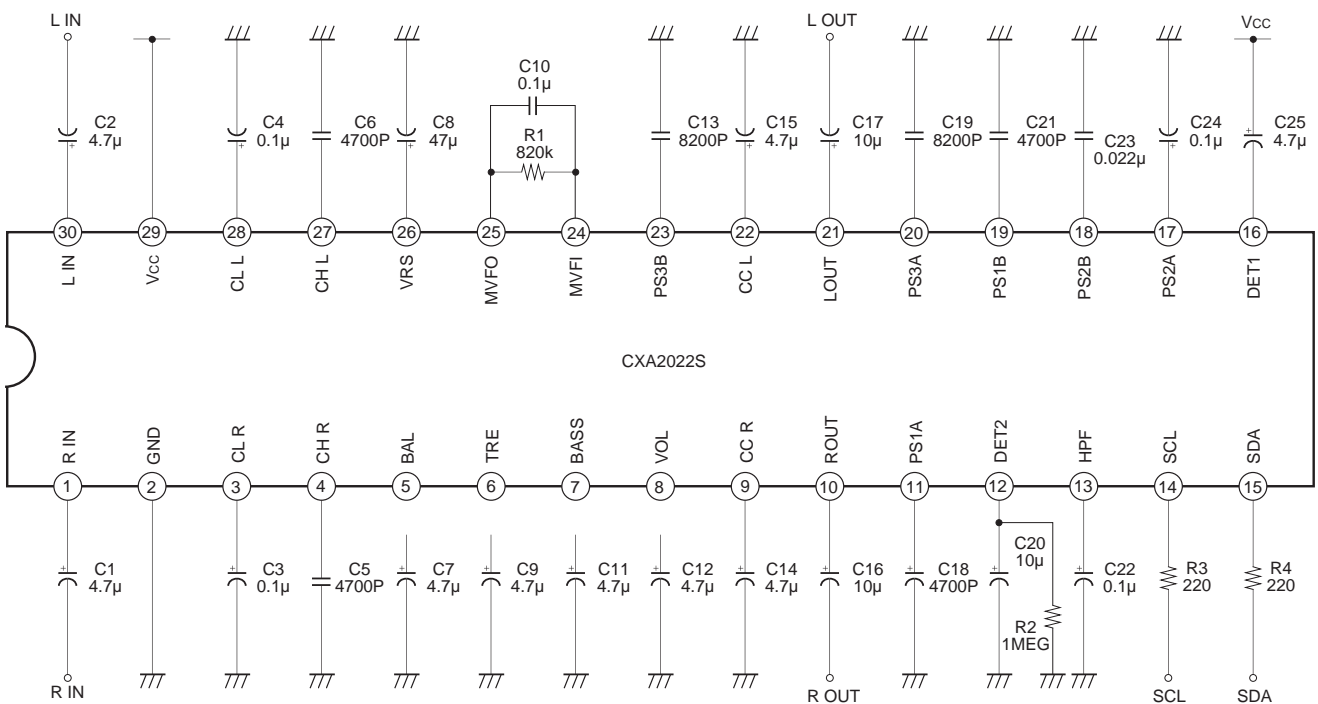 L IN
L OUT
Vcc
C2
4.7μ
C4
0.1μ
C6
4700P
C8
47μ
C10
0.1μ
R1
820k
C13
8200P
C15
4.7μ
C17
10μ
C19
8200P
C21
4700P
C23
0.022μ
C24
0.1μ
C25
4.7μ
+ + + + + + +
30 29 28 27 26 25 24 23 22 21 20 19 18 17 16
L IN
Vcc
CL L
CH L
VRS
MVFO
MVFI
PS3B
CC L
LOUT
PS3A
PS1B
PS2B
PS2A
DET1
CXA2022S
R IN
GND
CL R
CH R
BAL
TRE
BASS
VOL
CC R
ROUT
PS1A
DET2
HPF
SCL
SDA
1 2 3 4 5 6 7 8 9 10 11 12 13 14 15
+ + + + + + + + + + +
C1
4.7μ
C3
0.1μ
C5
4700P
C7
4.7μ
C9
4.7μ
C11
4.7μ
C12
4.7μ
C14
4.7μ
C16
10μ
C18
4700P
C20
10μ
R2
1MEG
C22
0.1μ
R3
220
R4
220
R IN
R OUT
SCL
SDA